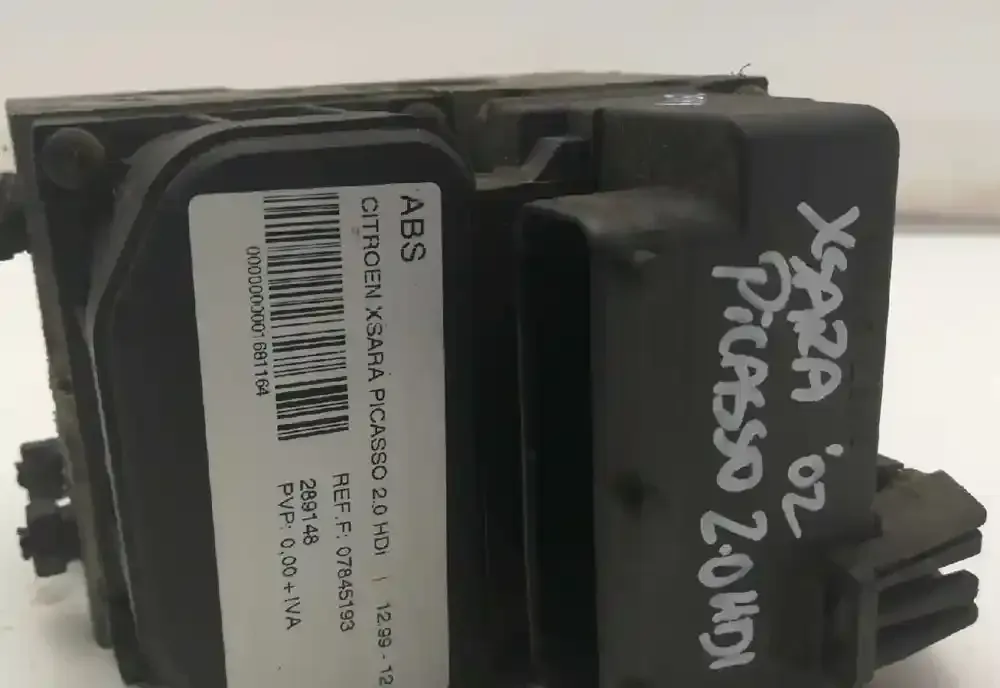 ABS
CITROEN XSARA PICASSO 2.0 HDi | 12.99 - 12
0000000001681164
REF.F: 07845193
289148
PVP: 0,00 + IVA
XSARA '02
PiCASSO 2.0 HDI